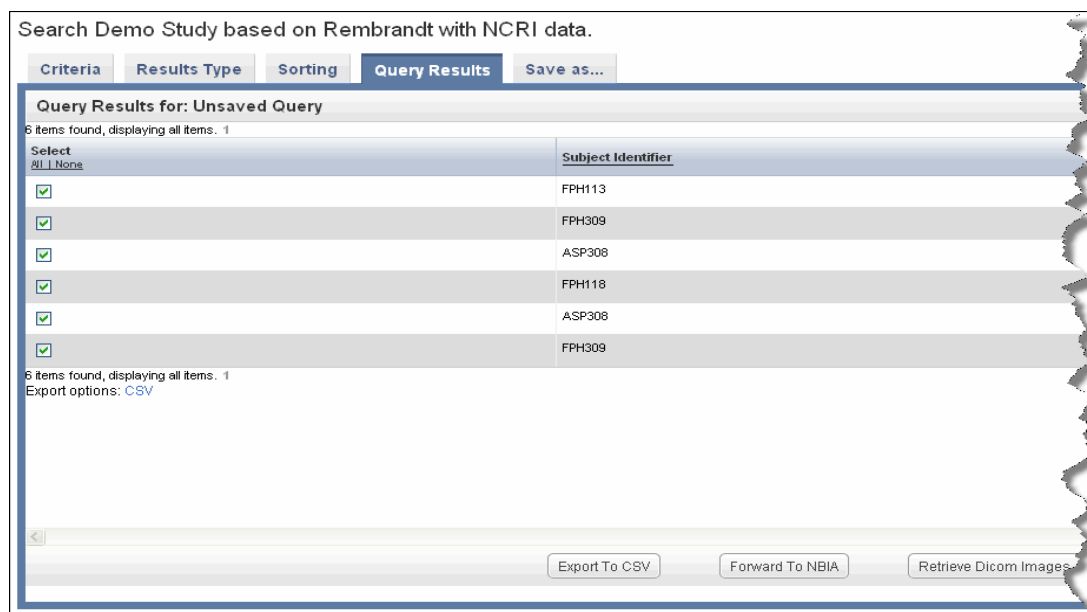 Search Demo Study based on Rembrandt with NCRI data.
Criteria Results Type Sorting Query Results Save as...
Query Results for: Unsaved Query
6 items found, displaying all items. 1
Select
All | None
Subject Identifier
FPH113
FPH309
ASP308
FPH118
ASP308
FPH309
6 items found, displaying all items. 1
Export options: CSV
Export To CSV Forward To NBIA Retrieve Dicom Images